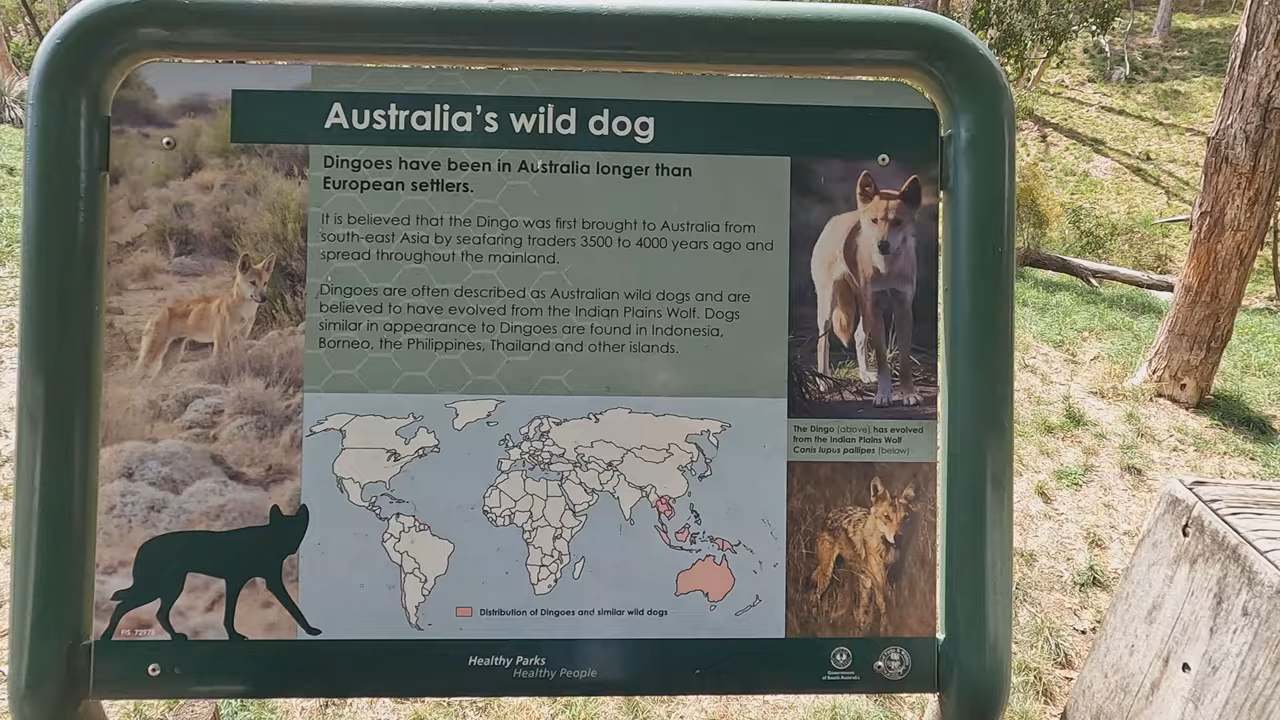 Australia's wild dog
Dingoes have been in Australia longer than
European settlers.
It is believed that the Dingo was first brought to Australia from
south-east Asia by seafaring traders 3500 to 4000 years ago and
spread throughout the mainland.
Dingoes are often described as Australian wild dogs and are
believed to have evolved from the Indian Plains Wolf. Dogs
similar in appearance to Dingoes are found in Indonesia,
Borneo, the Philippines, Thailand and other islands.
The Dingo (above) has evolved
from the Indian Plains Wolf
Canis lupus pallipes (below)
Distribution of Dingoes and similar wild dogs
Healthy Parks
Healthy People
Government
of South Australia